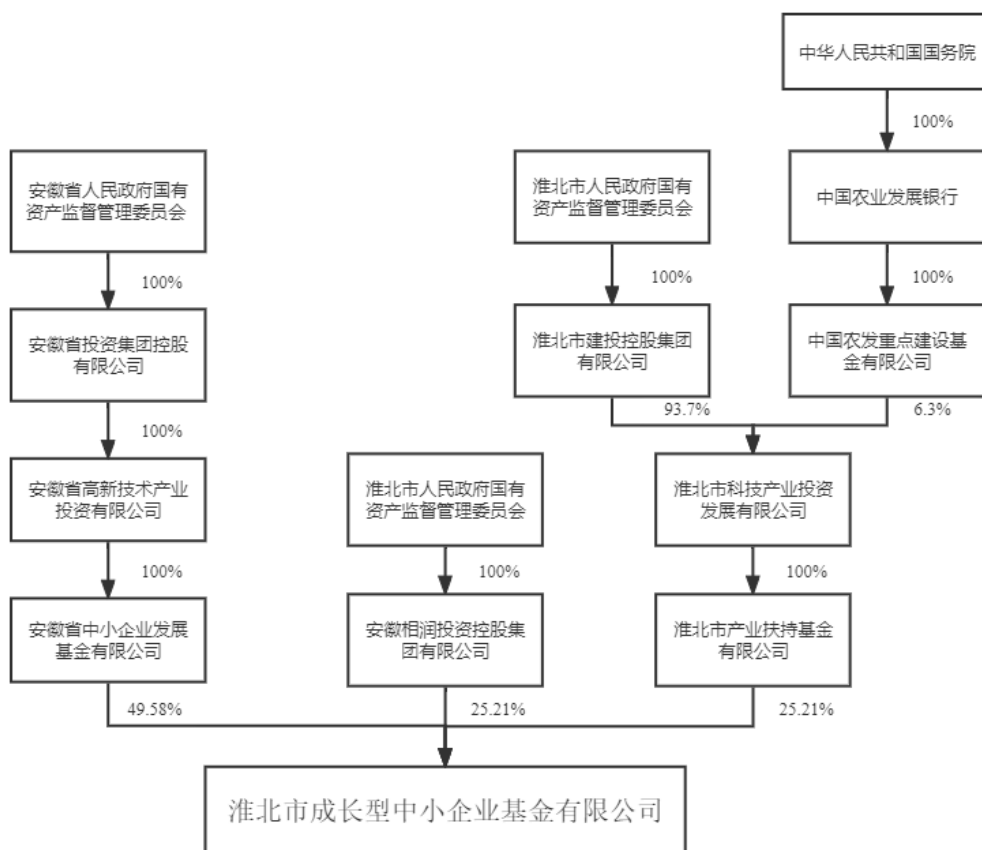 中华人民共和国国务院
100%
安徽省人民政府国有
资产监督管理委员会
淮北市人民政府国有
资产监督管理委员会
中国农业发展银行
100%
100%
100%
安徽省投资集团控股
有限公司
淮北市建投控股集团
有限公司
中国农发重点建设基
金有限公司
93.7%
6.3%
100%
安徽省高新技术产业
投资有限公司
淮北市人民政府国有
资产监督管理委员会
淮北市科技产业投资
发展有限公司
100%
100%
100%
安徽省中小企业发展
基金有限公司
安徽相润投资控股集
团有限公司
淮北市产业扶持基金
有限公司
49.58%
25.21%
25.21%
淮北市成长型中小企业基金有限公司